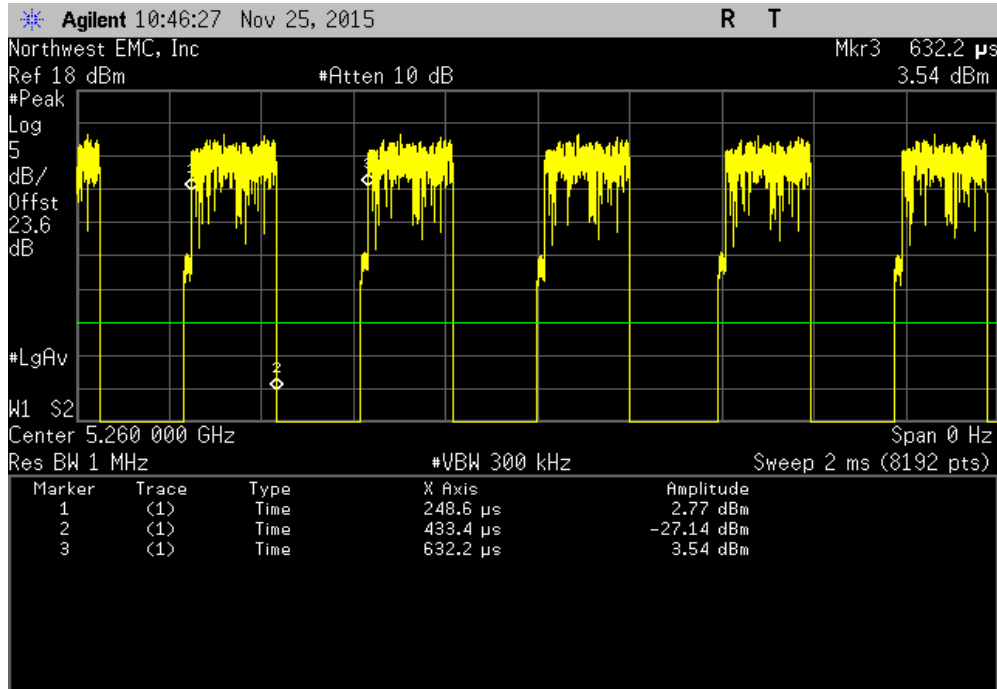 Agilent 10:46:27 Nov 25, 2015 R T
Northwest EMC, Inc Mkr3 632.2 µs
Ref 18 dBm #Atten 10 dB 3.54 dBm
#Peak
Log
5
dB/
Offst
23.6
dB
#LgAv
2
W1 S2
Center 5.260 000 GHz Span 0 Hz
Res BW 1 MHz #VBW 300 kHz Sweep 2 ms (8192 pts)
Marker Trace Type X Axis Amplitude
1 (1) Time 248.6 µs 2.77 dBm
2 (1) Time 433.4 µs -27.14 dBm
3 (1) Time 632.2 µs 3.54 dBm